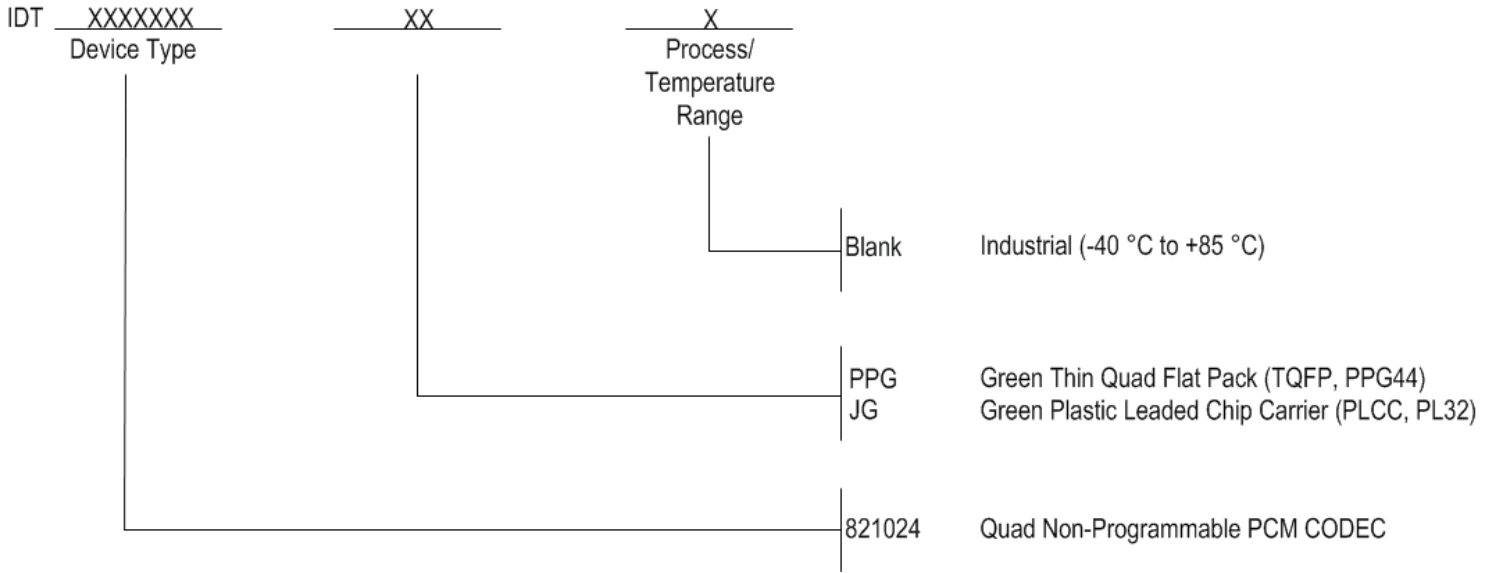 IDT XXXXXXX XX X
Device Type
Process/
Temperature
Range
Blank Industrial (-40 °C to +85 °C)
PPG Green Thin Quad Flat Pack (TQFP, PPG44)
JG Green Plastic Leaded Chip Carrier (PLCC, PL32)
821024 Quad Non-Programmable PCM CODEC